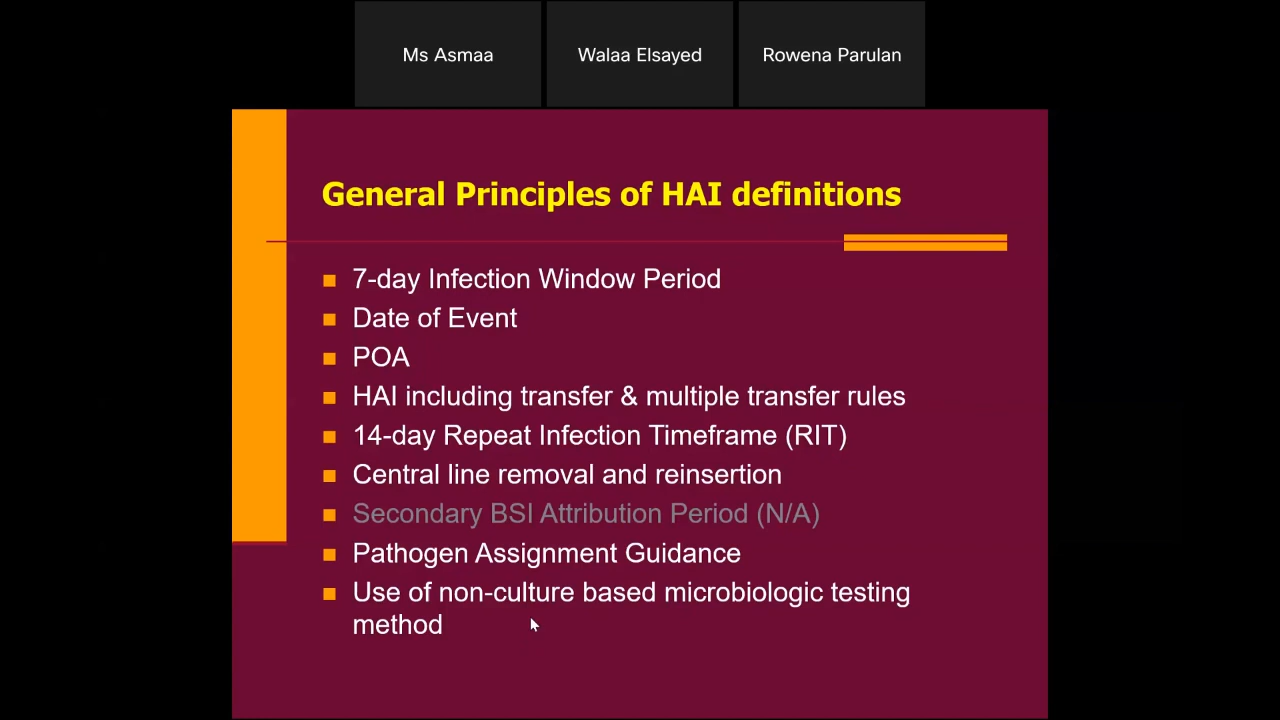 Ms Asmaa
Walaa Elsayed
Rowena Parulan
General Principles of HAI definitions
7-day Infection Window Period
Date of Event
POA
HAI including transfer & multiple transfer rules
14-day Repeat Infection Timeframe (RIT)
Central line removal and reinsertion
Secondary BSI Attribution Period (N/A)
Pathogen Assignment Guidance
Use of non-culture based microbiologic testing
method